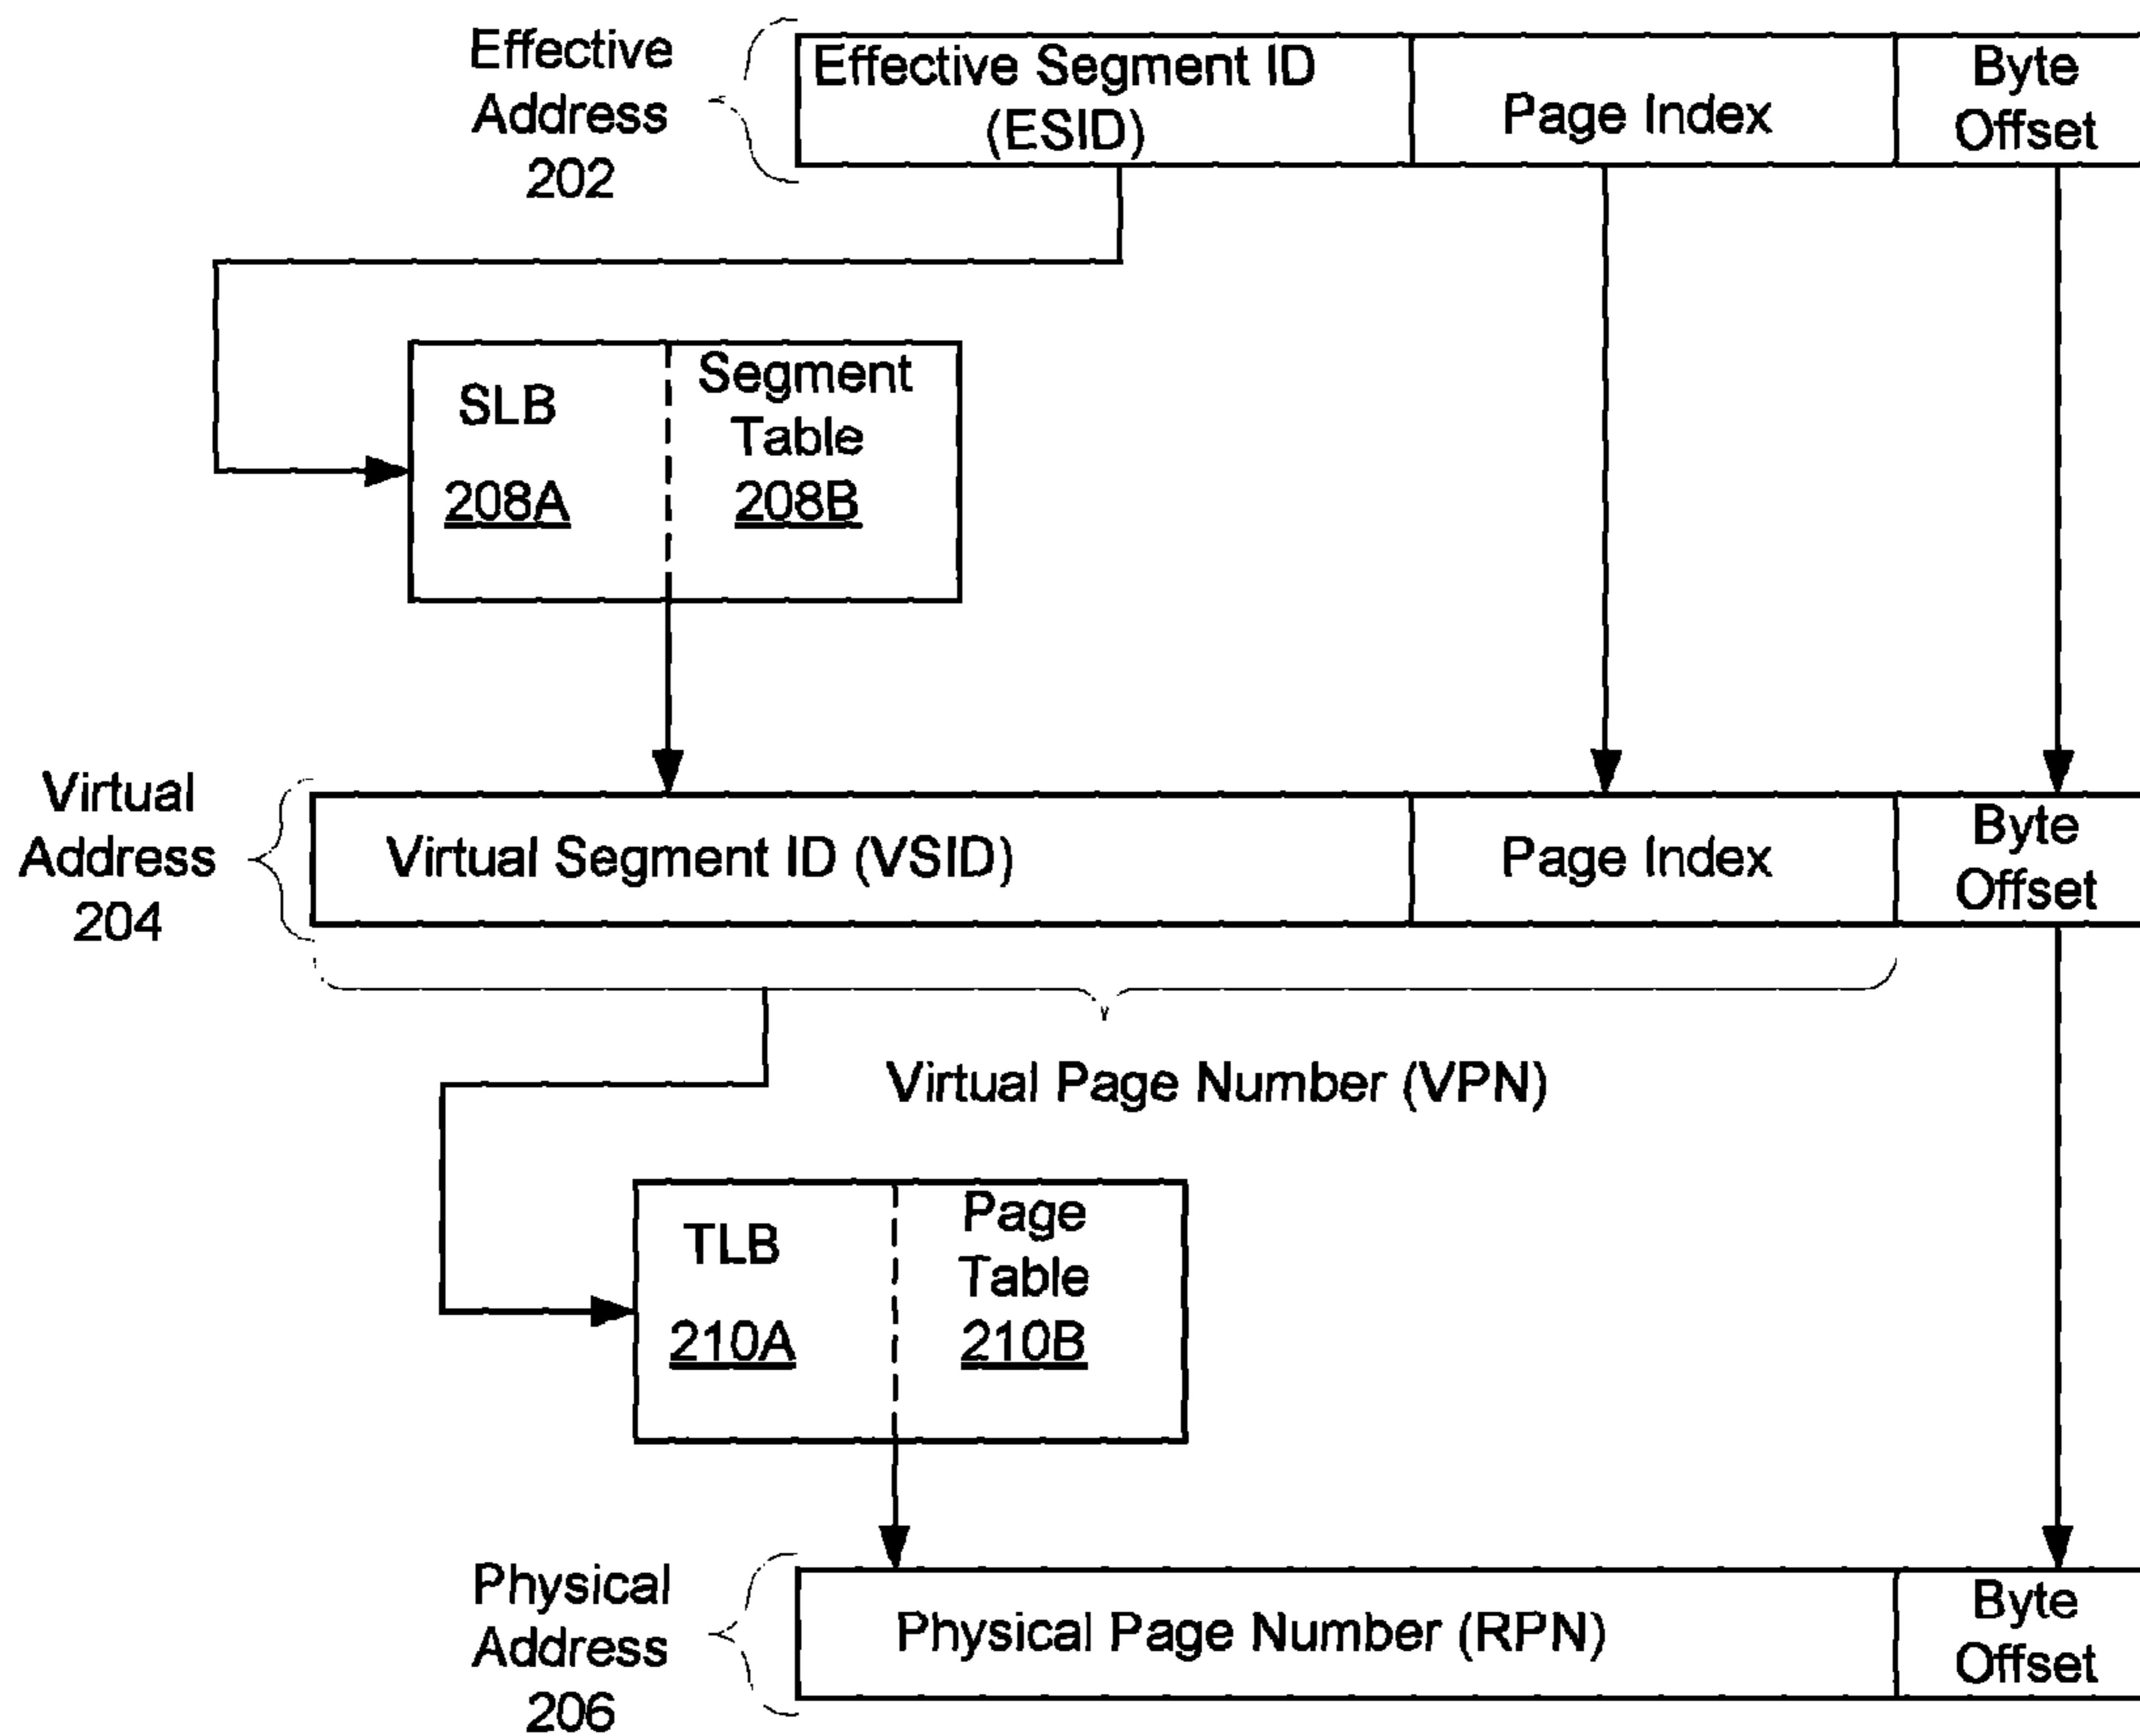 Effective
Address
202
Effective Segment ID
(ESID)
Page Index
Byte
Offset
SLB
208A
Segment
Table
208B
Virtual
Address
204
Virtual Segment ID (VSID)
Page Index
Byte
Offset
Virtual Page Number (VPN)
TLB
210A
Page
Table
210B
Physical
Address
206
Physical Page Number (RPN)
Byte
Offset